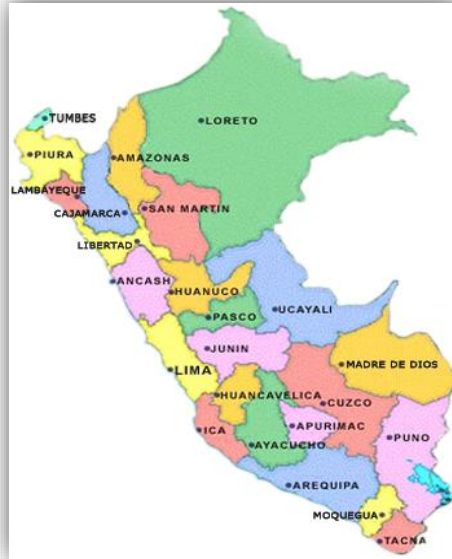 TUMBES
LORETO
PIURA
AMAZONAS
LAMBAYEQUE
CAJAMARCA
SAN MARTIN
LIBERTAD
ANCASH
HUANUCO
UCAYALI
PASCO
JUNIN
LIMA
MADRE DE DIOS
HUANCAVELICA
CUZCO
ICA
APURIMAC
PUNO
AYACUCHO
AREQUIPA
MOQUEGUA
TACNA